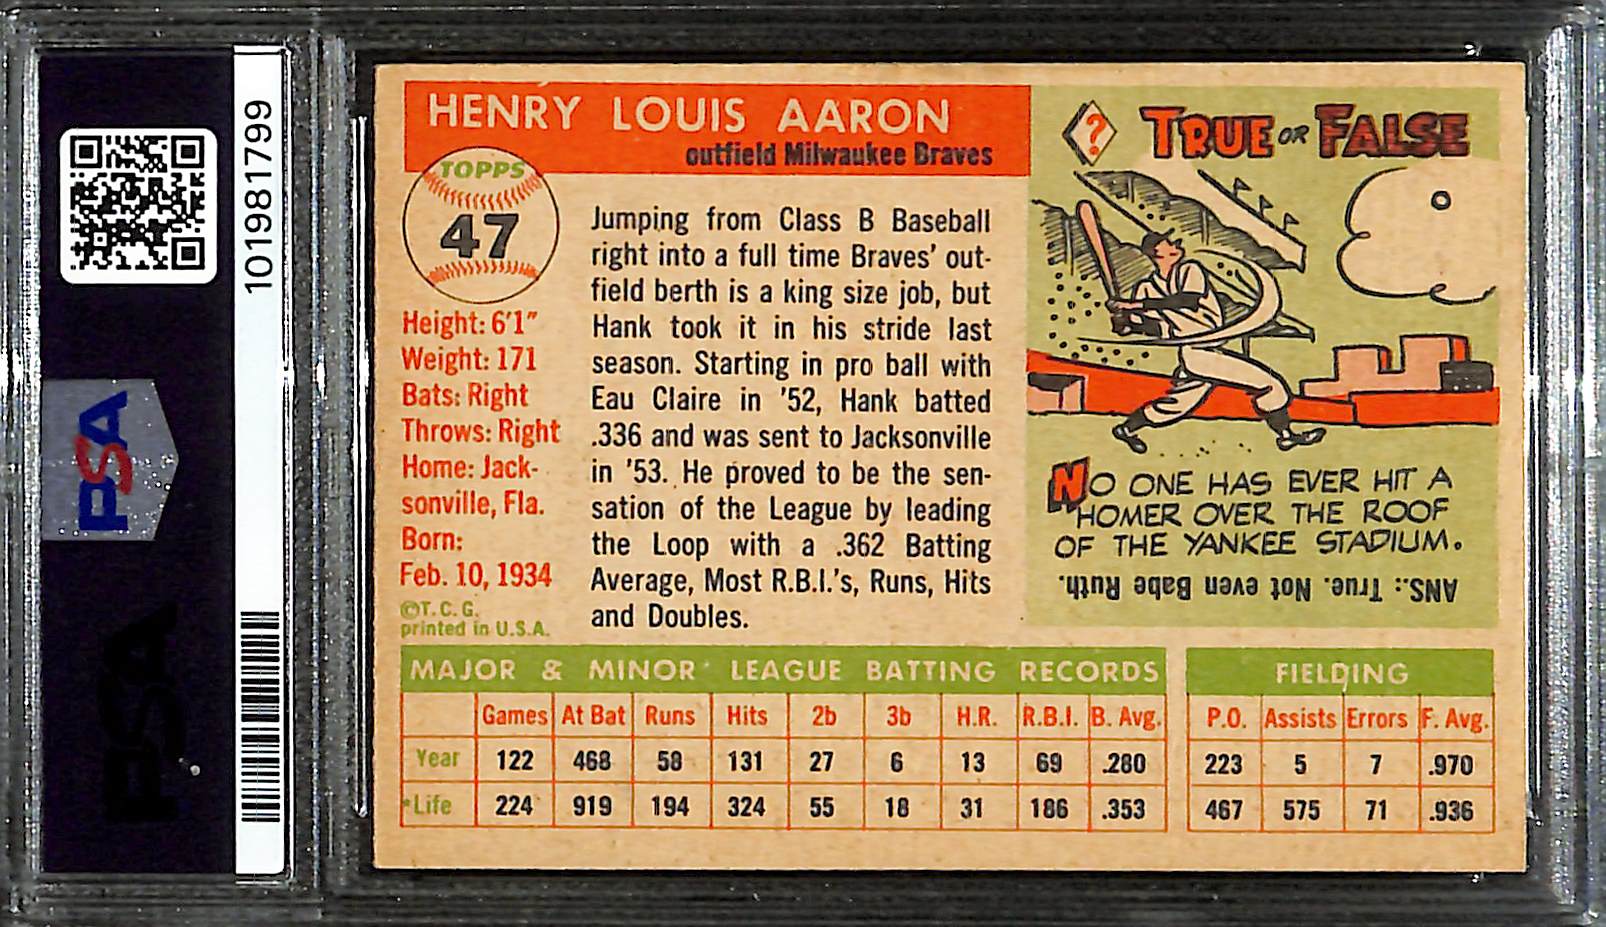 101981799
PSA
PSA
HENRY LOUIS AARON
outfield Milwaukee Braves
TOPPS
47
Height: 6'1"
Weight: 171
Bats: Right
Throws: Right
Home: Jack-
sonville, Fla.
Born:
Feb. 10, 1934
©T. C. G.
printed in U.S.A.
Jumping from Class B Baseball
right into a full time Braves' out-
field berth is a king size job, but
Hank took it in his stride last
season. Starting in pro ball with
Eau Claire in '52, Hank batted
.336 and was sent to Jacksonville
in '53. He proved to be the sen-
sation of the League by leading
the Loop with a .362 Batting
Average, Most R.B.I.'s, Runs, Hits
and Doubles.
? TRUE OR FALSE
NO ONE HAS EVER HIT A
HOMER OVER THE ROOF
OF THE YANKEE STADIUM.
ANS.: True. Not even Babe Ruth.
MAJOR & MINOR LEAGUE BATTING RECORDS
Games At Bat Runs Hits 2b 3b H.R. R.B.I. B. Avg.
Year 122 468 58 131 27 6 13 69 .280
Life 224 919 194 324 55 18 31 186 .353
FIELDING
P.O. Assists Errors F. Avg.
223 5 7 .970
467 575 71 .936